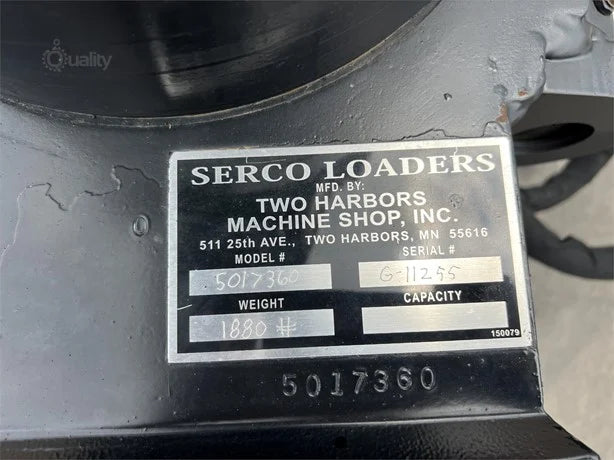 Quality
SERCO LOADERS
MFD. BY:
TWO HARBORS
MACHINE SHOP, INC.
511 25th AVE., TWO HARBORS, MN 55616
MODEL # SERIAL #
5017360 G-11255
WEIGHT CAPACITY
1880 #
150079
5017360